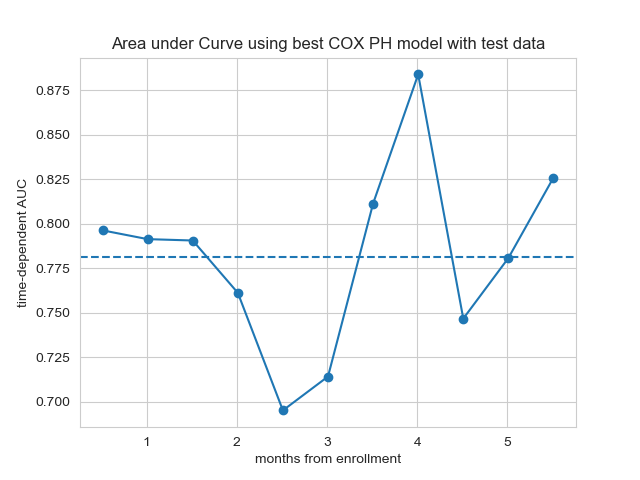 Area under Curve using best COX PH model with test data
time-dependent AUC
0.875
0.850
0.825
0.800
0.775
0.750
0.725
0.700
1 2 3 4 5
months from enrollment